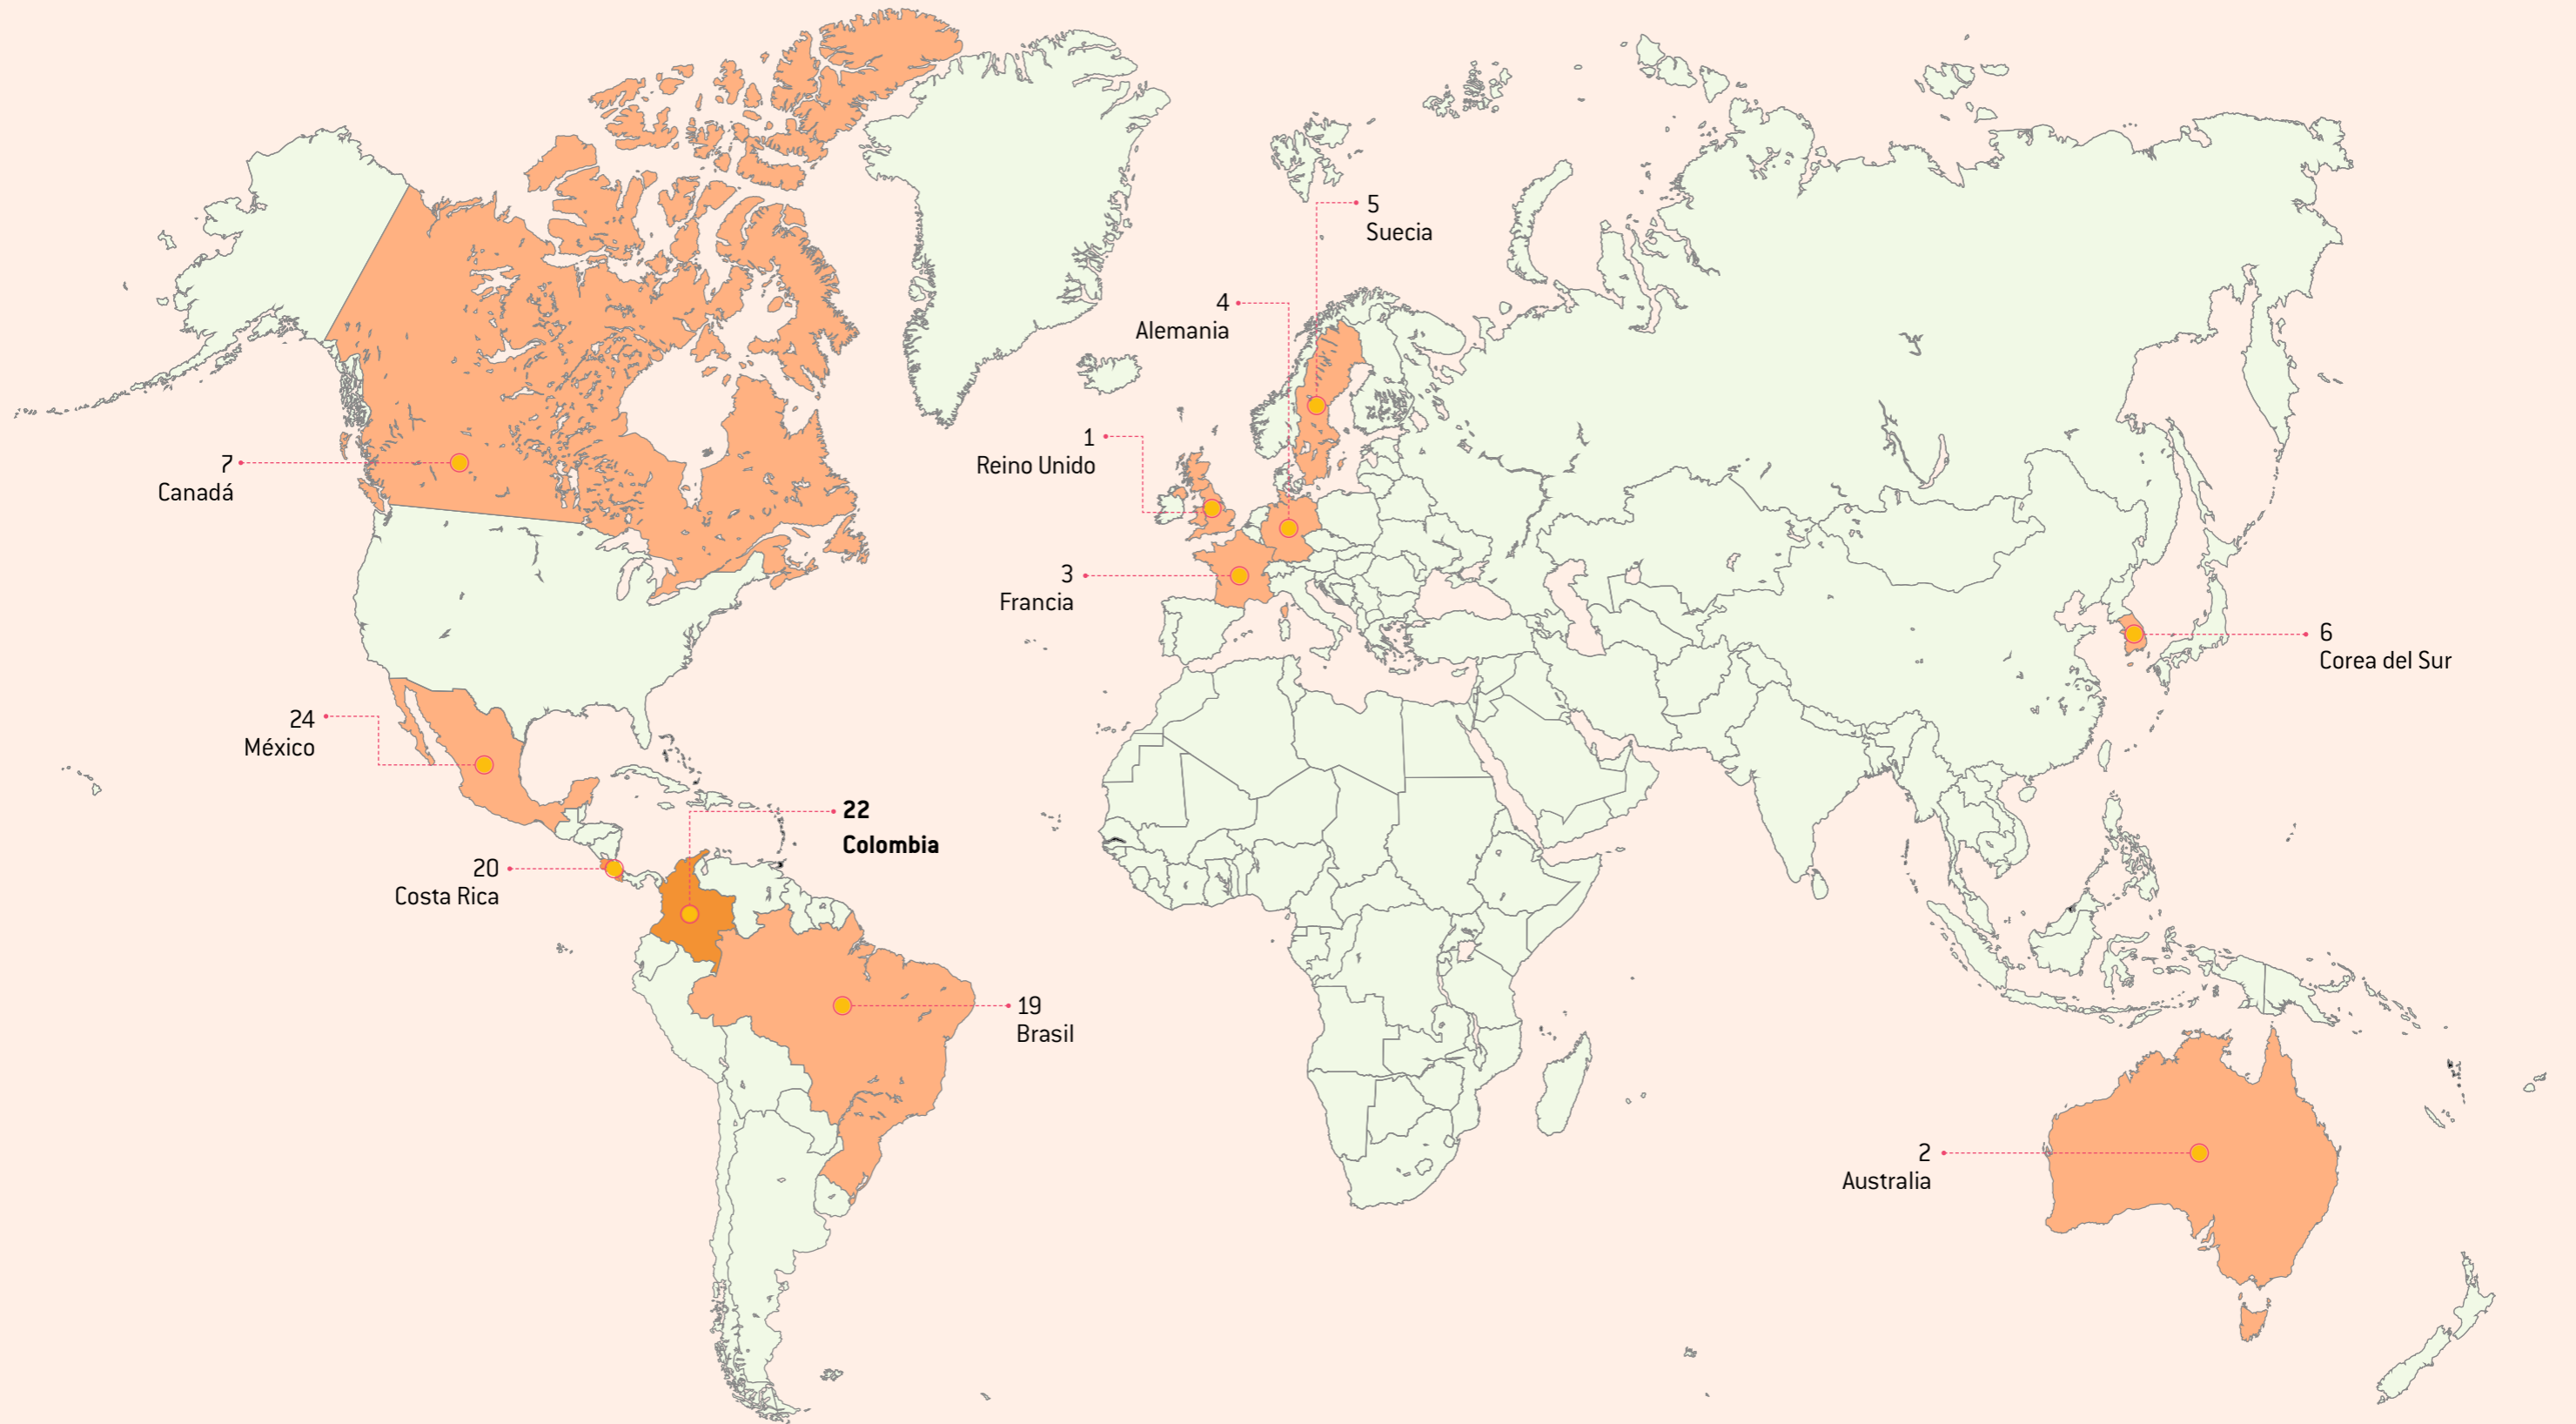 5
Suecia
4
Alemania
1
Reino Unido
7
Canadá
3
Francia
6
Corea del Sur
24
México
22
Colombia
20
Costa Rica
19
Brasil
2
Australia